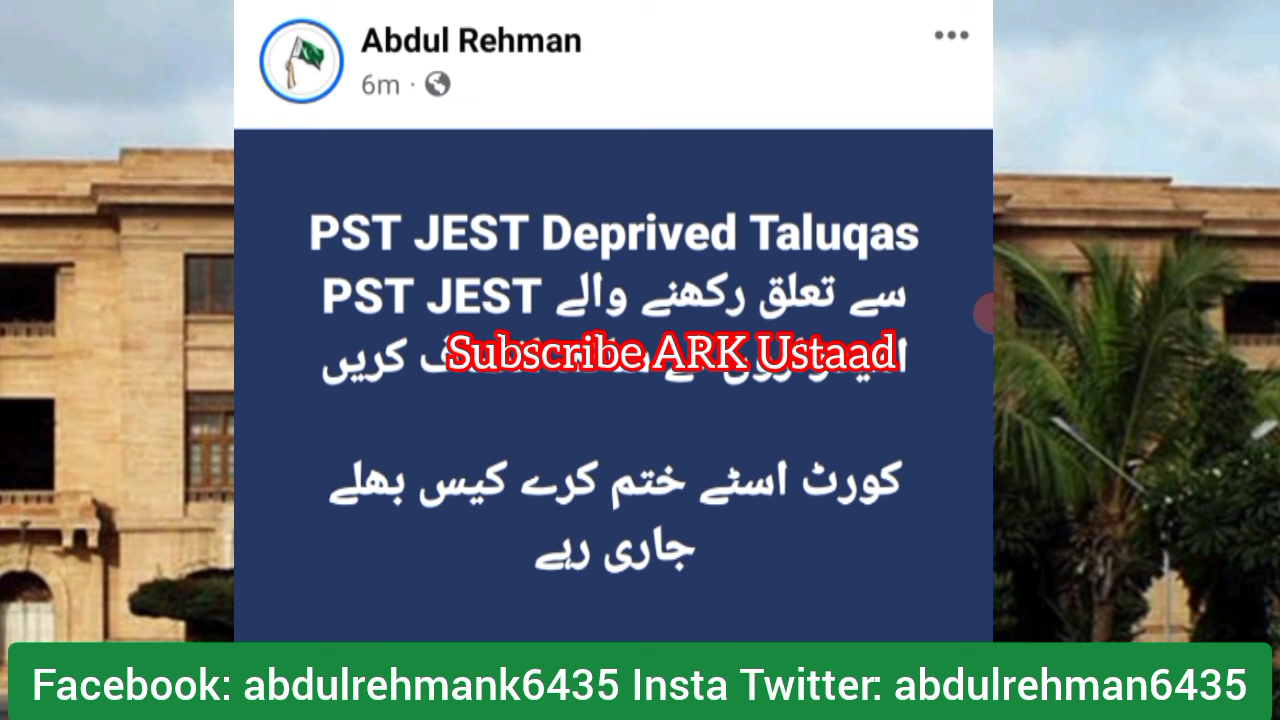 Abdul Rehman
6m ·
PST JEST Deprived Taluqas
سے تعلق رکھنے والے PST JEST
کریں
Subscribe ARK Ustaad
کورٹ اسٹے ختم کرے کیس بھلے
جاری رہے
Facebook: abdulrehmank6435 Insta Twitter: abdulrehman6435